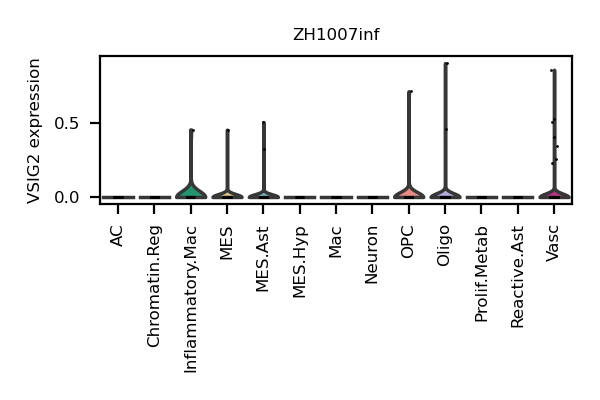 ZH1007inf
VSIG2 expression
0.5
0.0
AC
Chromatin.Reg
Inflammatory.Mac
MES
MES.Ast
MES.Hyp
Mac
Neuron
OPC
Oligo
Prolif.Metab
Reactive.Ast
Vasc